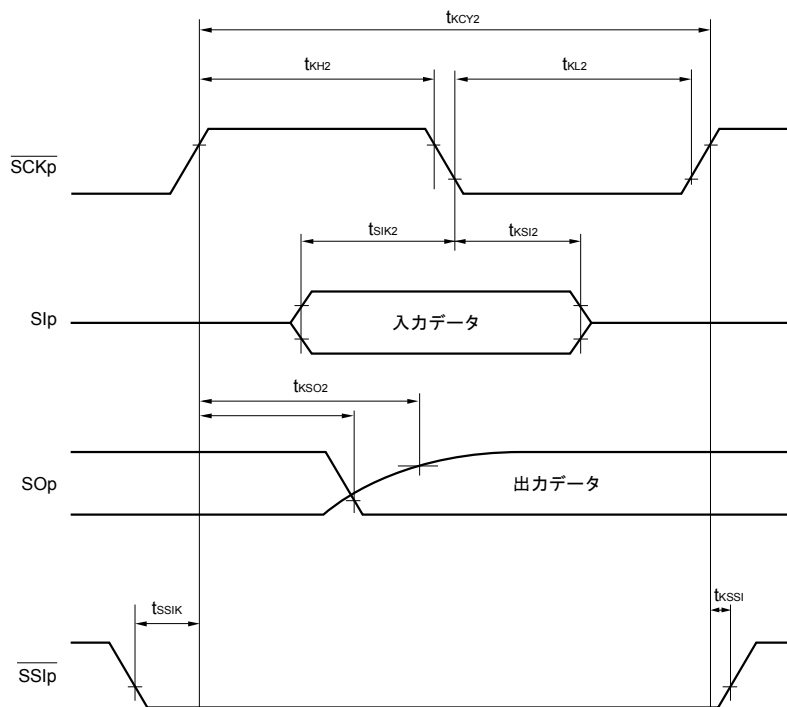 tKCY2
tKH2
tKL2
SCKp
tSIK2
tKSI2
SIp
入力データ
tKSO2
SOp
出力データ
tSSIK
tKSSI
SSIp